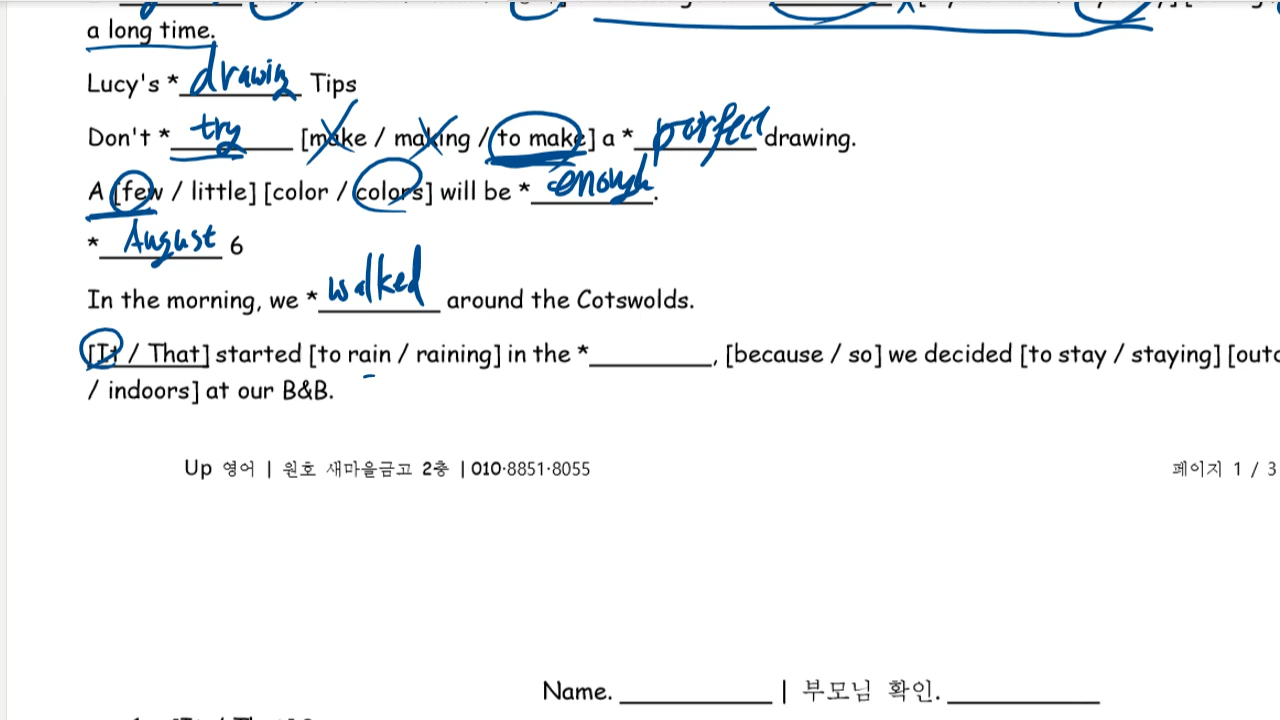 a long time.
Lucy's * drawing Tips
Don't * try [make / making / to make] a * perfect drawing.
A [few / little] [color / colors] will be * enough.
* August 6
In the morning, we * walked around the Cotswolds.
[It / That] started [to rain / raining] in the *________, [because / so] we decided [to stay / staying]
/ indoors] at our B&B.
Up 영어 | 원호 새마을금고 2층 | 010·8851·8055
페이지 1 / 3
Name. ________ | 부모님 확인. ________